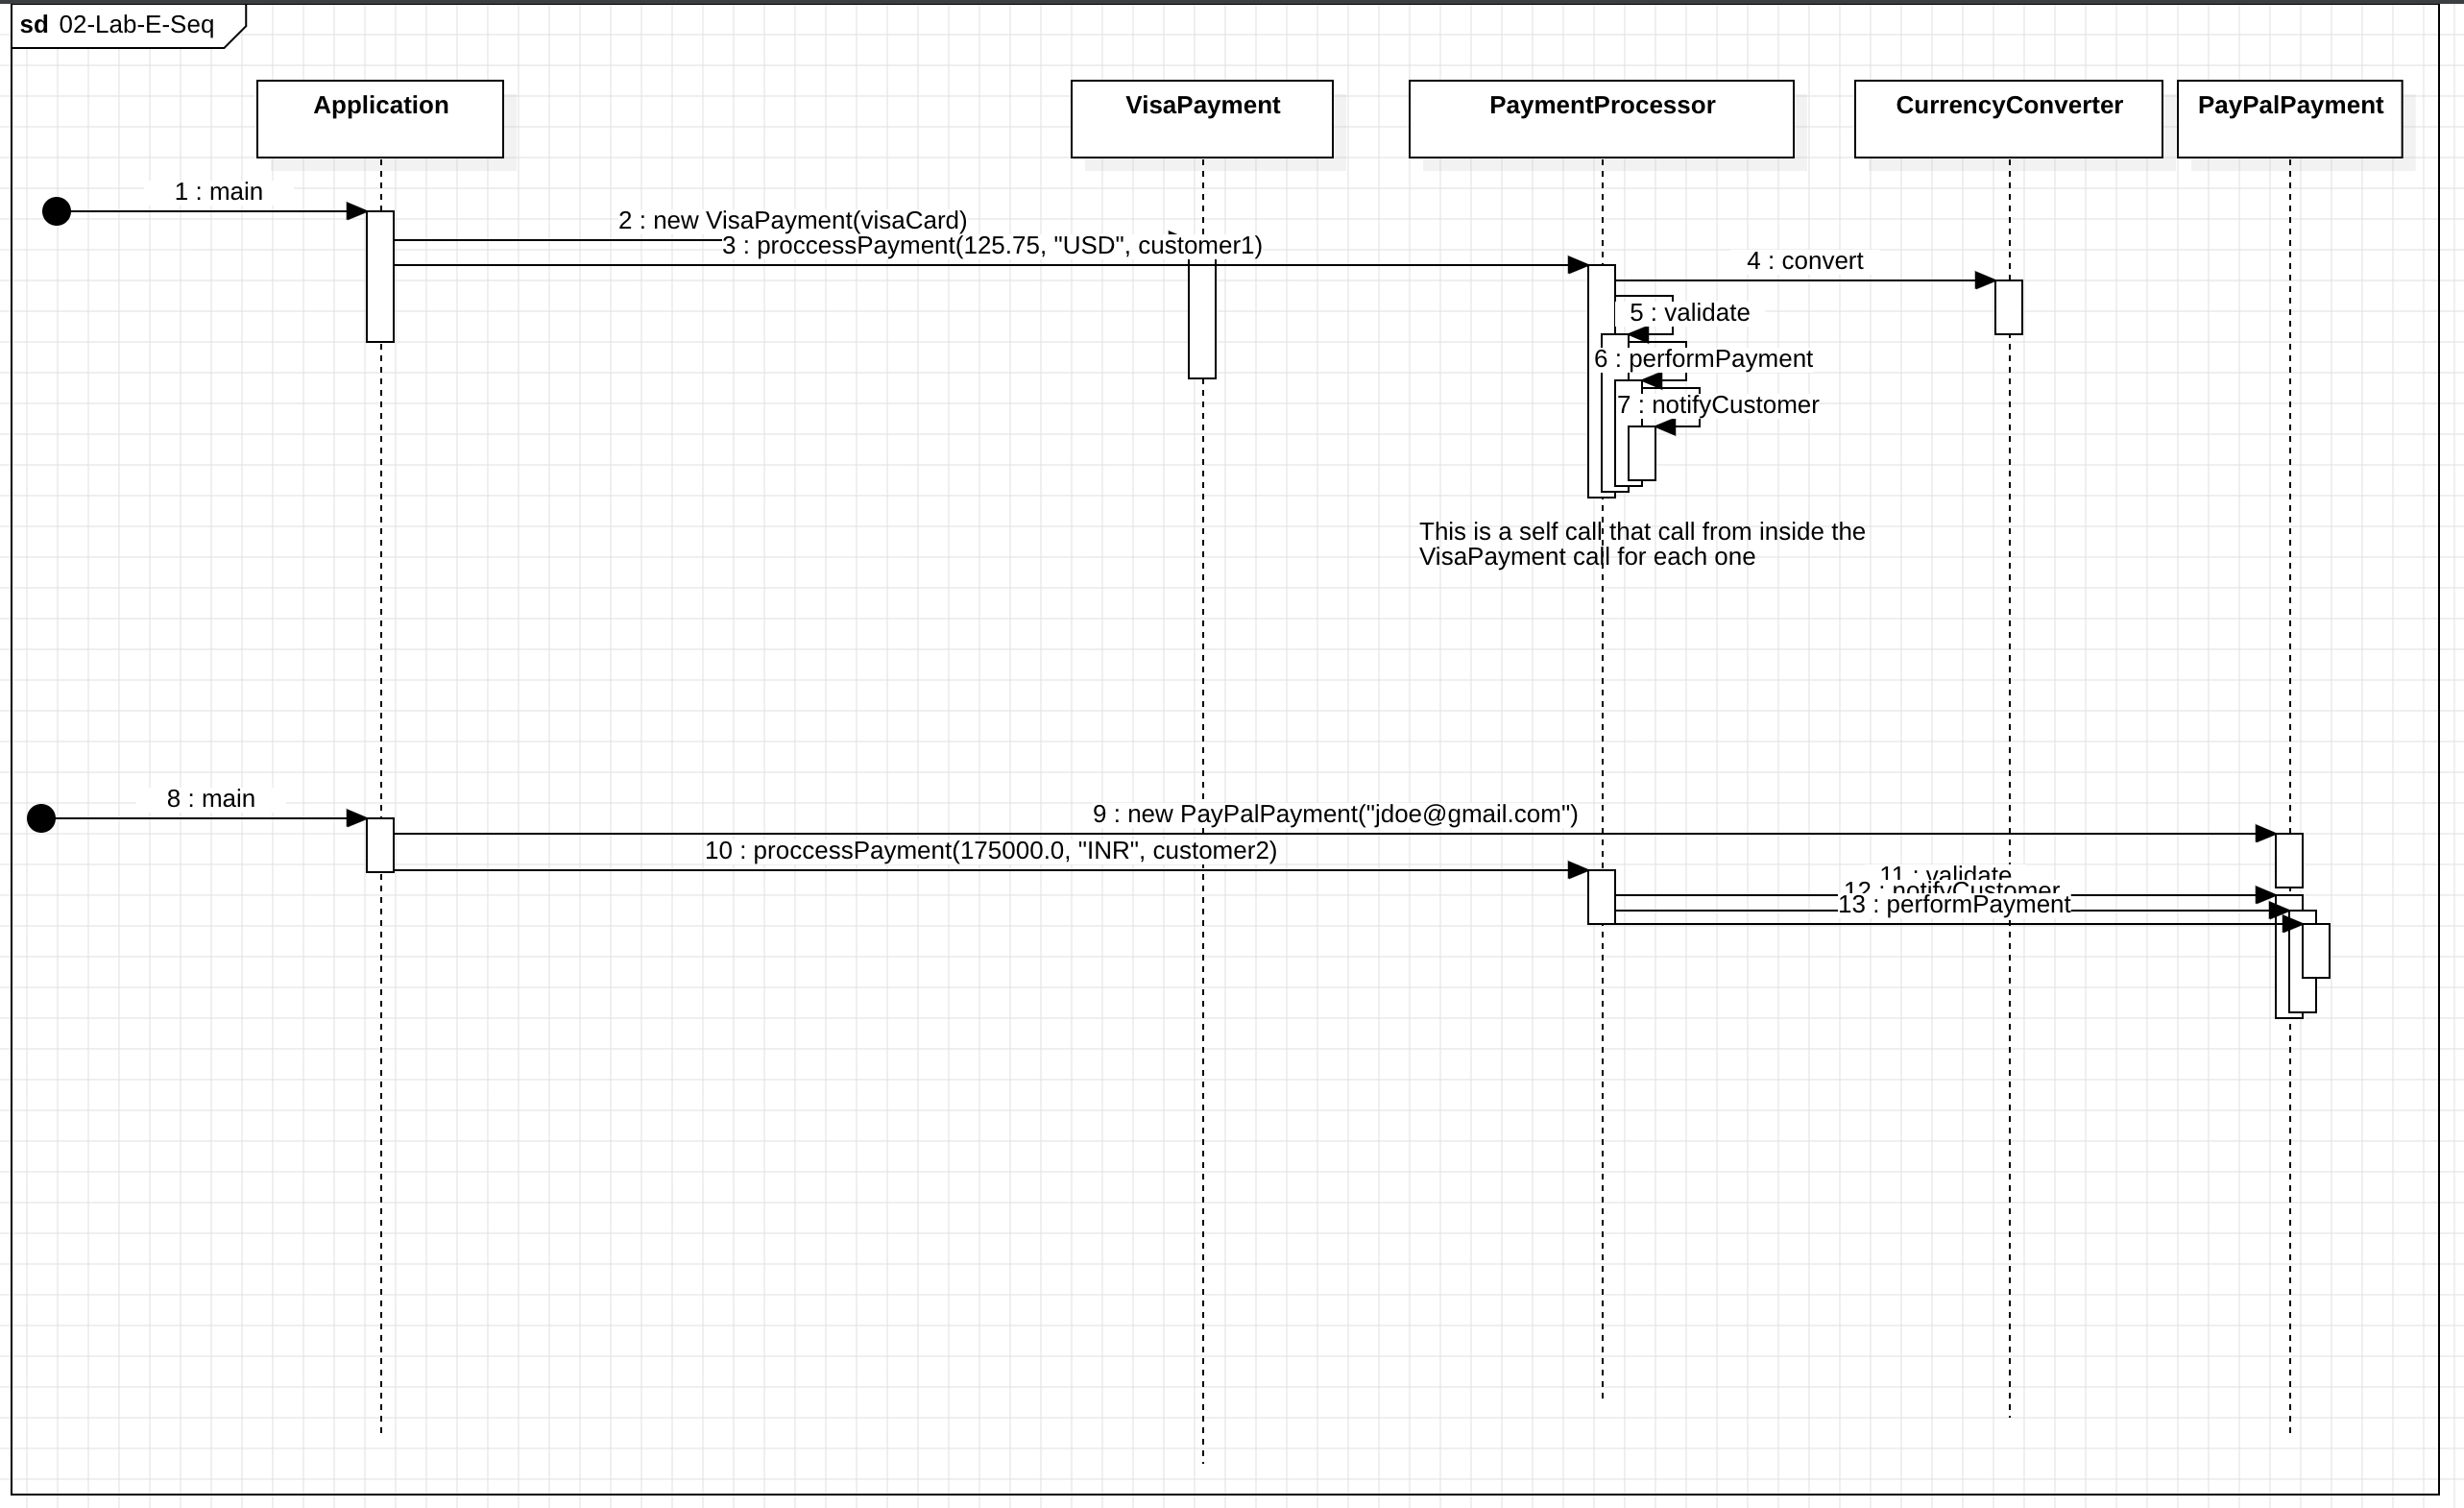 sd 02-Lab-E-Seq
Application
VisaPayment
PaymentProcessor
CurrencyConverter
PayPalPayment
1 : main
2 : new VisaPayment(visaCard)
3 : proccessPayment(125.75, "USD", customer1)
4 : convert
5 : validate
6 : performPayment
7 : notifyCustomer
This is a self call that call from inside the
VisaPayment call for each one
8 : main
9 : new PayPalPayment("jdoe@gmail.com")
10 : proccessPayment(175000.0, "INR", customer2)
11 : validate
12 : notifyCustomer
13 : performPayment